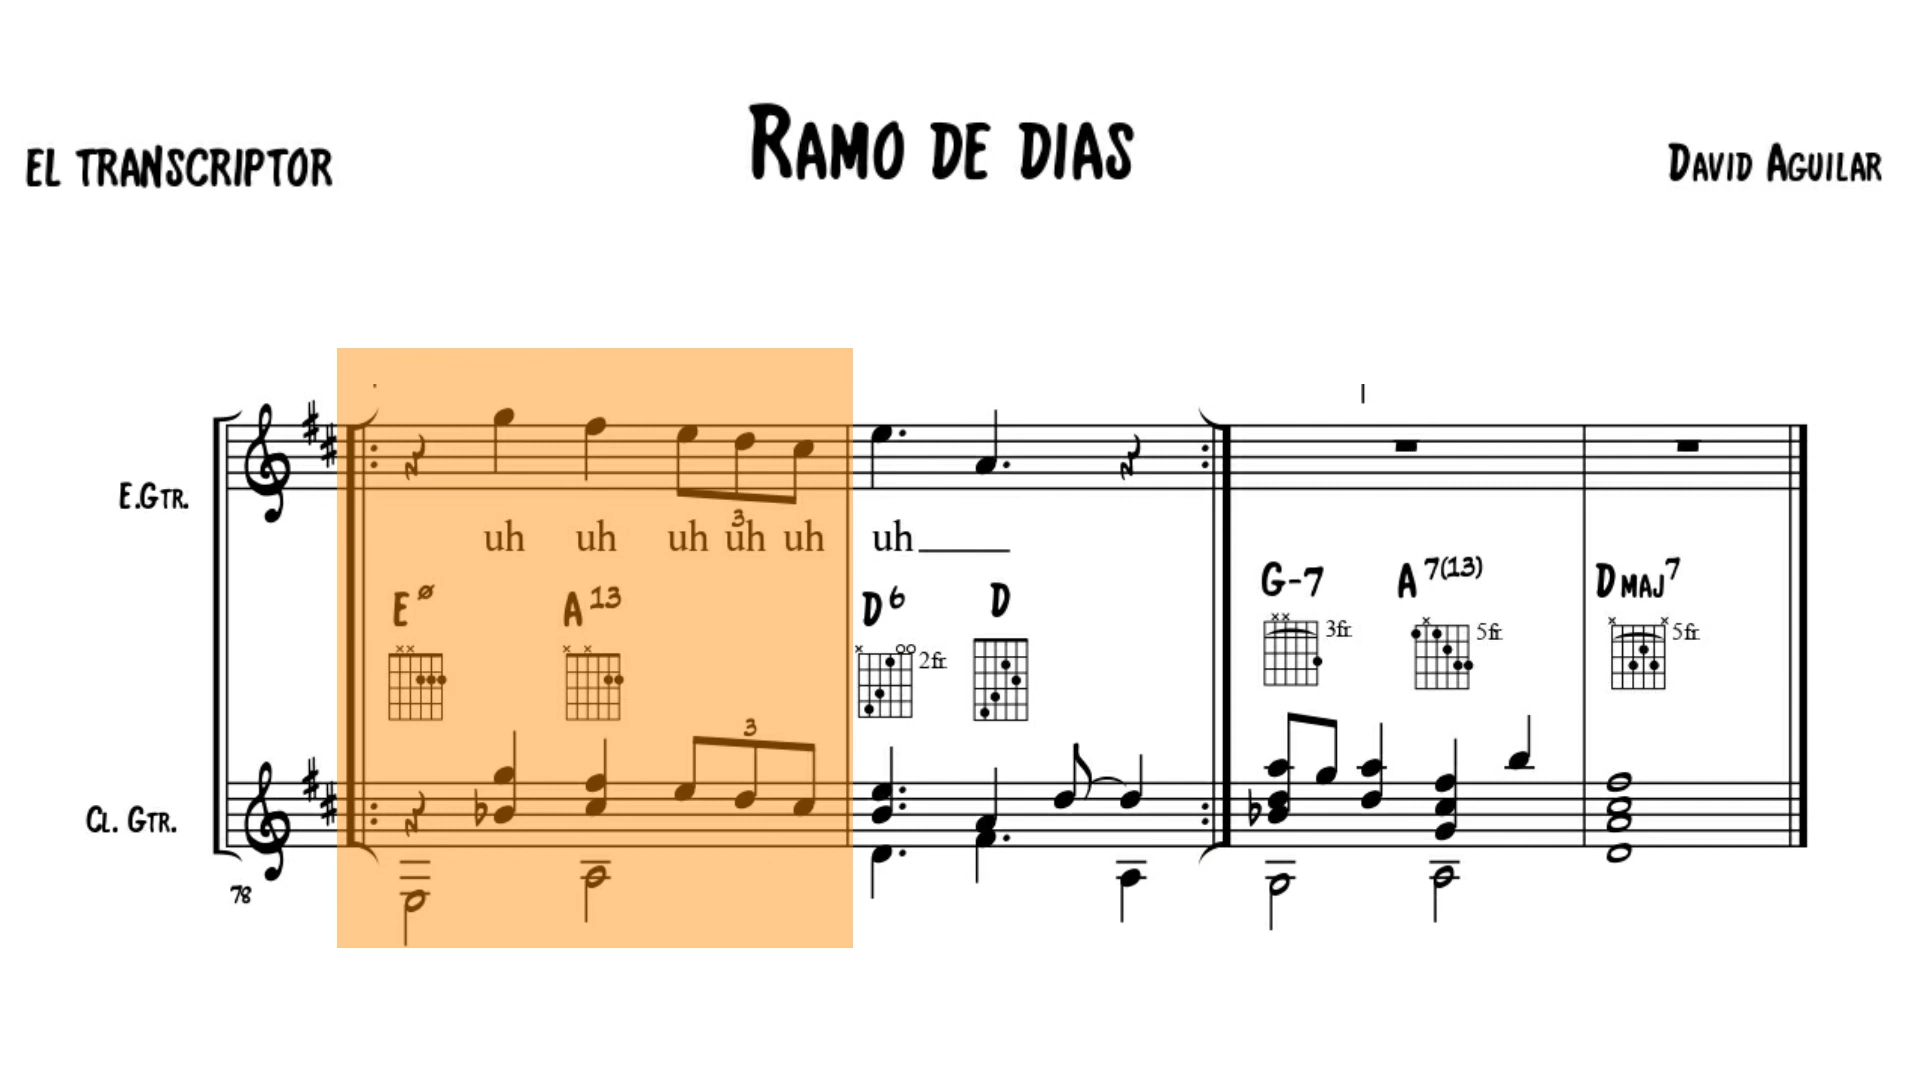 EL TRANSCRIPTOR
RAMO DE DIAS
DAVID AGUILAR
E.GTR.
3
uh uh uh uh uh uh
Eø A13 D6 D G-7 A7(13) DMAJ7
2fr 3fr 5fr 5fr
3
CL. GTR.
78